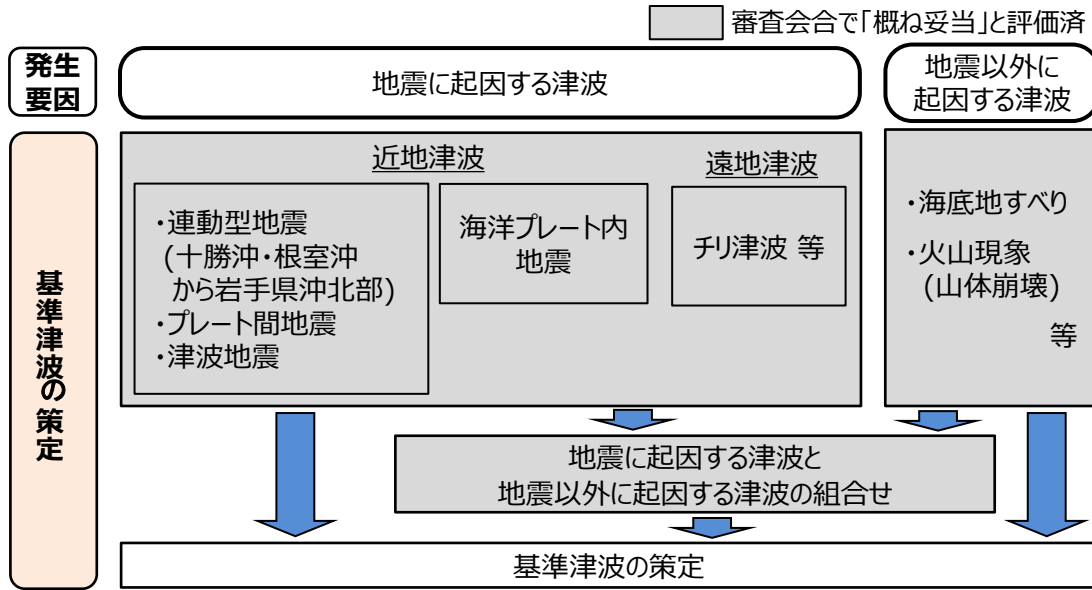 審査会合で「概ね妥当」と評価済
発生
要因
地震に起因する津波
地震以外に
起因する津波
基準津波の策定
近地津波
・連動型地震
(十勝沖・根室沖
から岩手県沖北部)
・プレート間地震
・津波地震
海洋プレート内
地震
遠地津波
チリ津波 等
・海底地すべり
・火山現象
(山体崩壊)
等
地震に起因する津波と
地震以外に起因する津波の組合せ
基準津波の策定